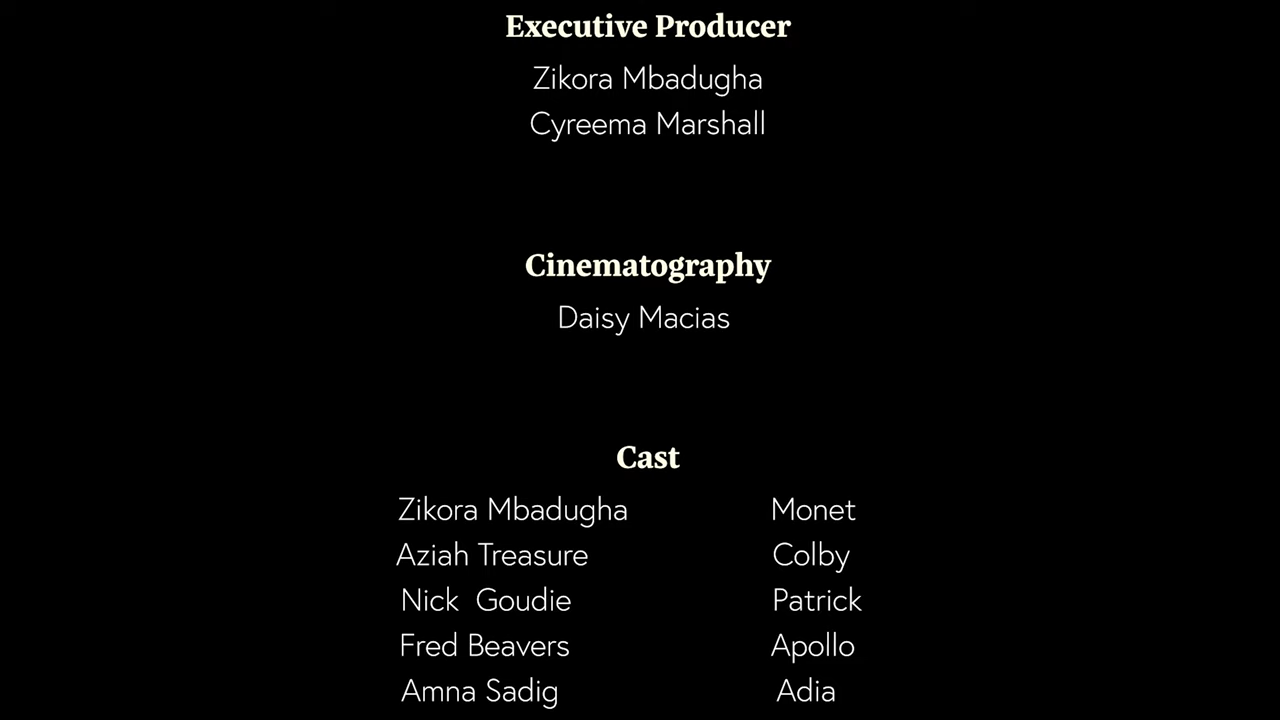 Executive Producer
Zikora Mbadugha
Cyreema Marshall
Cinematography
Daisy Macias
Cast
Zikora Mbadugha Monet
Aziah Treasure Colby
Nick Goudie Patrick
Fred Beavers Apollo
Amna Sadig Adia